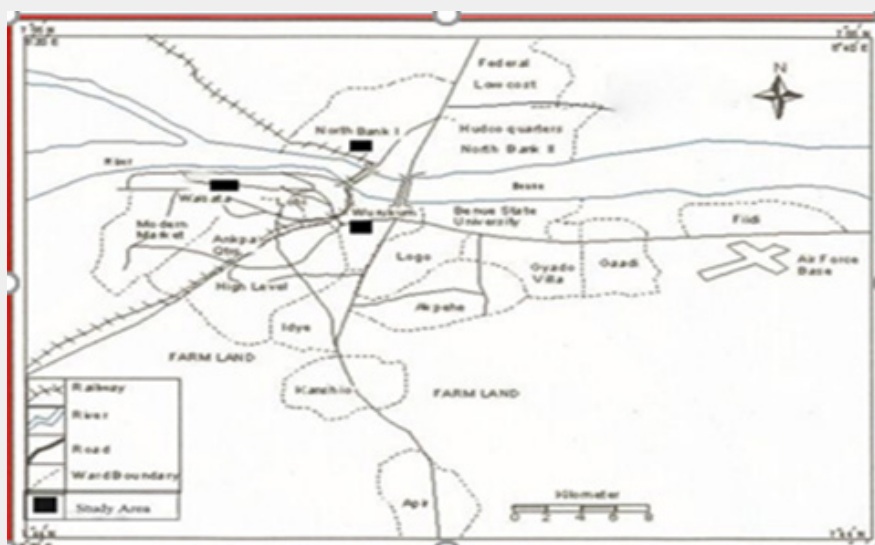 N
Federal
Low cost
Hudco quarters
North Bank I
North Bank II
River
Benue
Wadata
Wurukum
Benue State
University
Fiidi
Modern
Market
Ankpa
Logo
Gyado
Villa
Gaadi
Air Force
Base
High Level
Akpehe
Idye
FARM LAND
Kanshio
FARM LAND
Railway
River
Road
Ward Boundary
Study Area
Apir
Kilometer
0 2 4 6 8